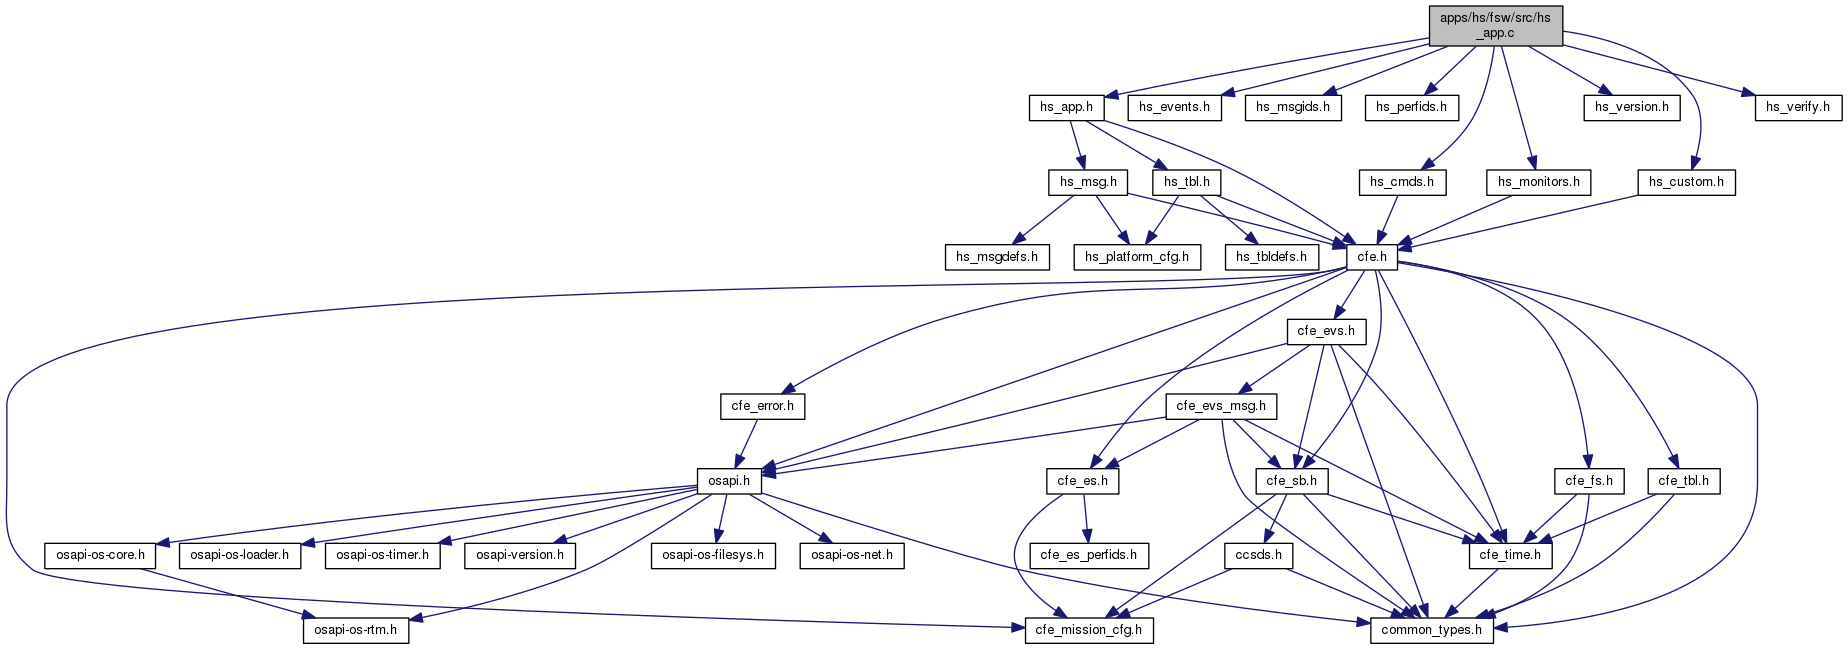 apps/hs/fsw/src/hs
_app.c
hs_app.h
hs_events.h
hs_msgids.h
hs_perfids.h
hs_version.h
hs_verify.h
hs_msg.h
hs_tbl.h
hs_cmds.h
hs_monitors.h
hs_custom.h
hs_msgdefs.h
hs_platform_cfg.h
hs_tbldefs.h
cfe.h
cfe_evs.h
cfe_error.h
cfe_evs_msg.h
osapi.h
cfe_es.h
cfe_sb.h
cfe_fs.h
cfe_tbl.h
osapi-os-core.h
osapi-os-loader.h
osapi-os-timer.h
osapi-version.h
osapi-os-filesys.h
osapi-os-net.h
cfe_es_perfids.h
ccsds.h
cfe_time.h
osapi-os-rtm.h
cfe_mission_cfg.h
common_types.h